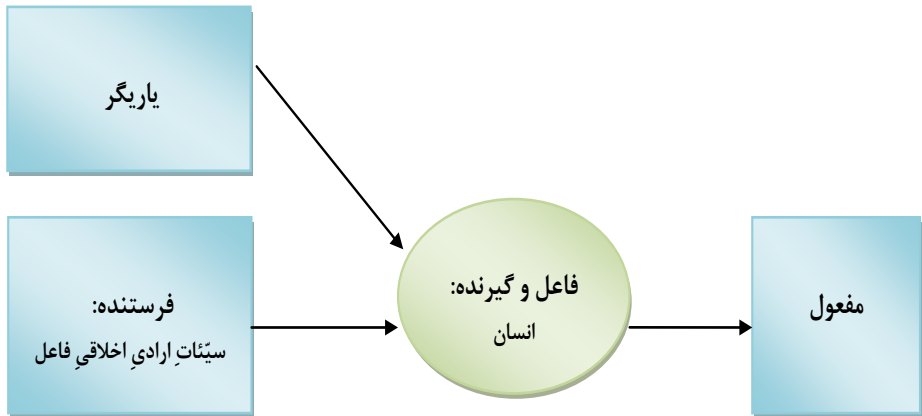 یاریگر
فرستنده:
سیّئاتِ ارادیِ اخلاقیِ فاعل
فاعل و گیرنده:
انسان
مفعول